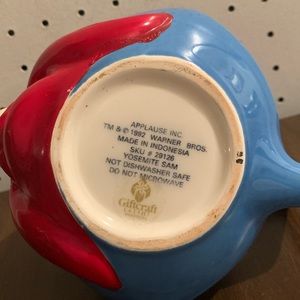 APPLAUSE INC
TM & © 1992 WARNER BROS.
MADE IN INDONESIA
SKU # 29126
YOSEMITE SAM
NOT DISHWASHER SAFE
DO NOT MICROWAVE
Giftcraft